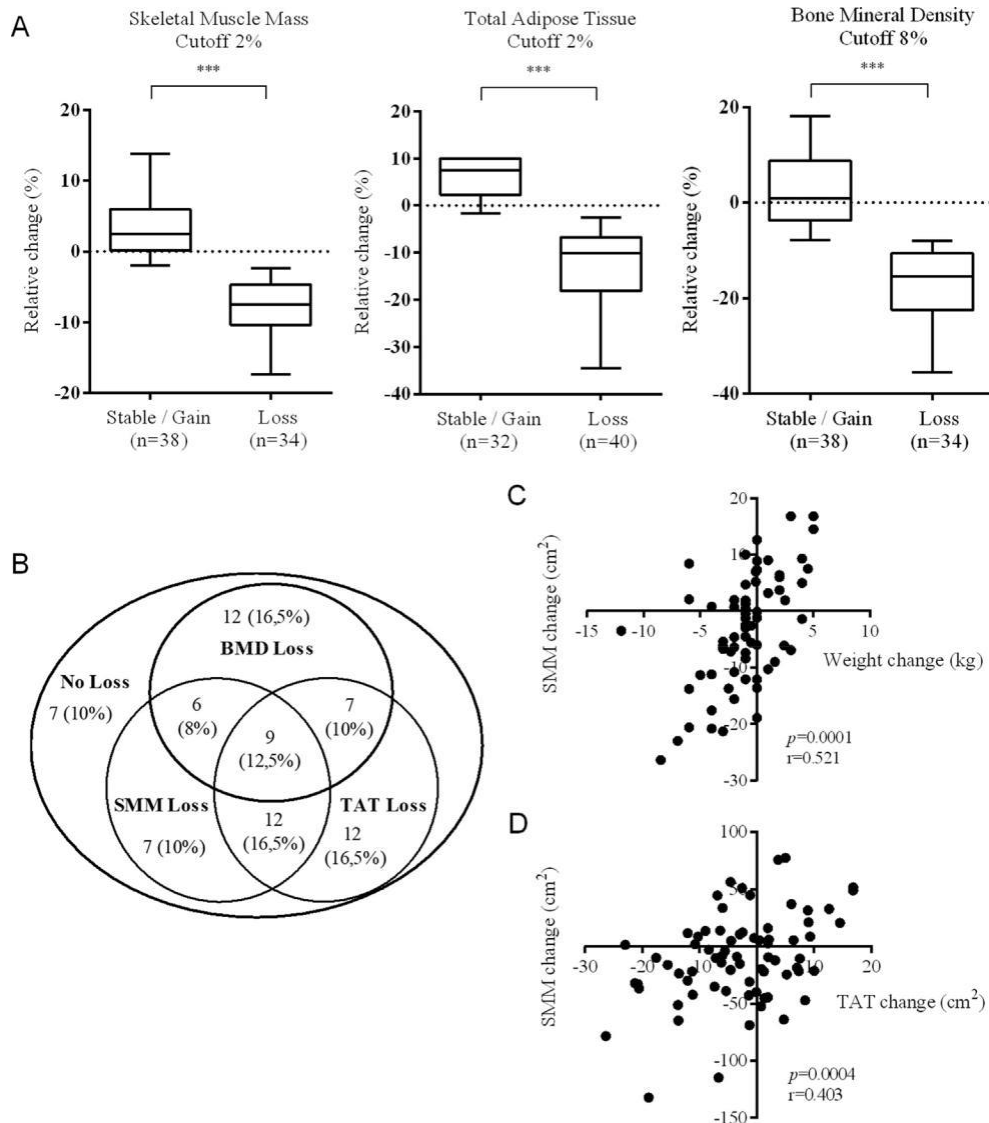 A
Skeletal Muscle Mass
Cutoff 2%
***
Relative change (%)
20
10
0
-10
-20
Stable / Gain
(n=38)
Loss
(n=34)
Total Adipose Tissue
Cutoff 2%
***
Relative change (%)
20
10
0
-10
-20
-30
-40
Stable / Gain
(n=32)
Loss
(n=40)
Bone Mineral Density
Cutoff 8%
***
Relative change (%)
20
0
-20
-40
Stable / Gain
(n=38)
Loss
(n=34)
B
12 (16,5%)
BMD Loss
No Loss
7 (10%)
6
(8%)
7
(10%)
9
(12,5%)
SMM Loss
7 (10%)
TAT Loss
12
(16,5%)
12
(16,5%)
C
SMM change (cm²)
20
10
-10
-20
-30
-15
-10
-5
0
5
10
Weight change (kg)
p=0.0001
r=0.521
D
SMM change (cm²)
100
50
-50
-100
-150
-30
-20
-10
0
10
20
TAT change (cm²)
p=0.0004
r=0.403